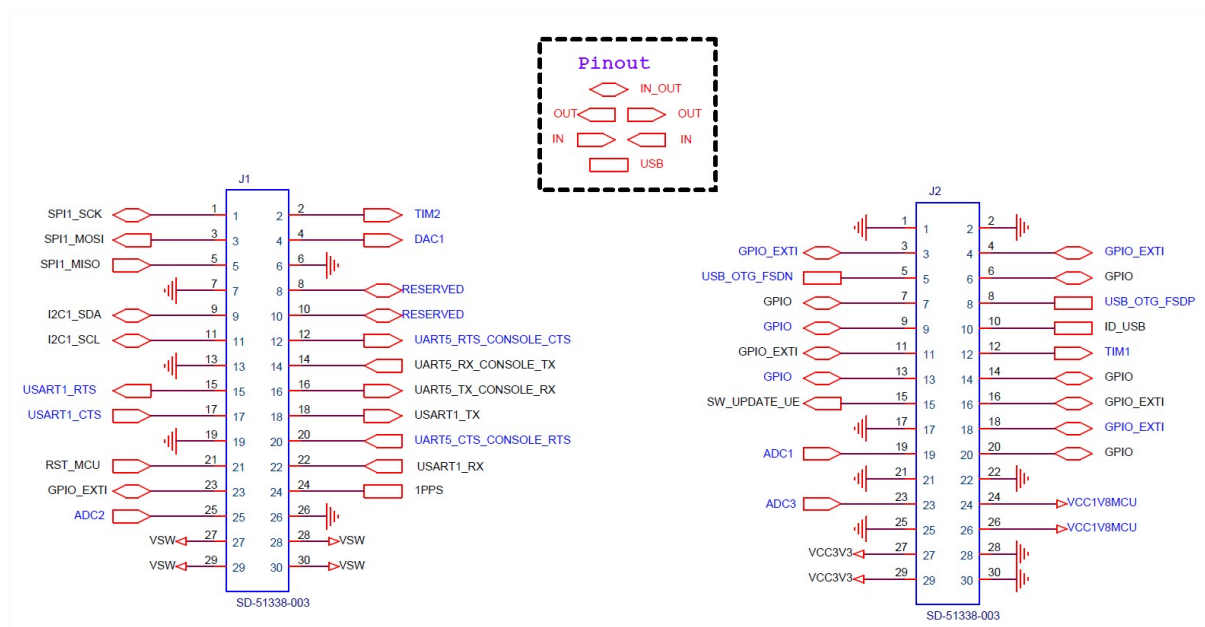 Pinout
IN_OUT
OUT OUT
IN IN
USB
J1
SPI1_SCK 1 1 2 2 TIM2
SPI1_MOSI 3 3 4 4 DAC1
SPI1_MISO 5 5 6 6
7 7 8 8 RESERVED
I2C1_SDA 9 9 10 10 RESERVED
I2C1_SCL 11 11 12 12 UART5_RTS_CONSOLE_CTS
13 13 14 14 UART5_RX_CONSOLE_TX
USART1_RTS 15 15 16 16 UART5_TX_CONSOLE_RX
USART1_CTS 17 17 18 18 USART1_TX
19 19 20 20 UART5_CTS_CONSOLE_RTS
RST_MCU 21 21 22 22 USART1_RX
GPIO_EXTI 23 23 24 24 1PPS
ADC2 25 25 26 26
VSW 27 27 28 28 VSW
VSW 29 29 30 30 VSW
SD-51338-003
J2
1 1 2 2
GPIO_EXTI 3 3 4 4 GPIO_EXTI
USB_OTG_FSDN 5 5 6 6 GPIO
GPIO 7 7 8 8 USB_OTG_FSDP
GPIO 9 9 10 10 ID_USB
GPIO_EXTI 11 11 12 12 TIM1
GPIO 13 13 14 14 GPIO
SW_UPDATE_UE 15 15 16 16 GPIO_EXTI
17 17 18 18 GPIO_EXTI
ADC1 19 19 20 20 GPIO
21 21 22 22
ADC3 23 23 24 24 VCC1V8MCU
25 25 26 26 VCC1V8MCU
VCC3V3 27 27 28 28
VCC3V3 29 29 30 30
SD-51338-003